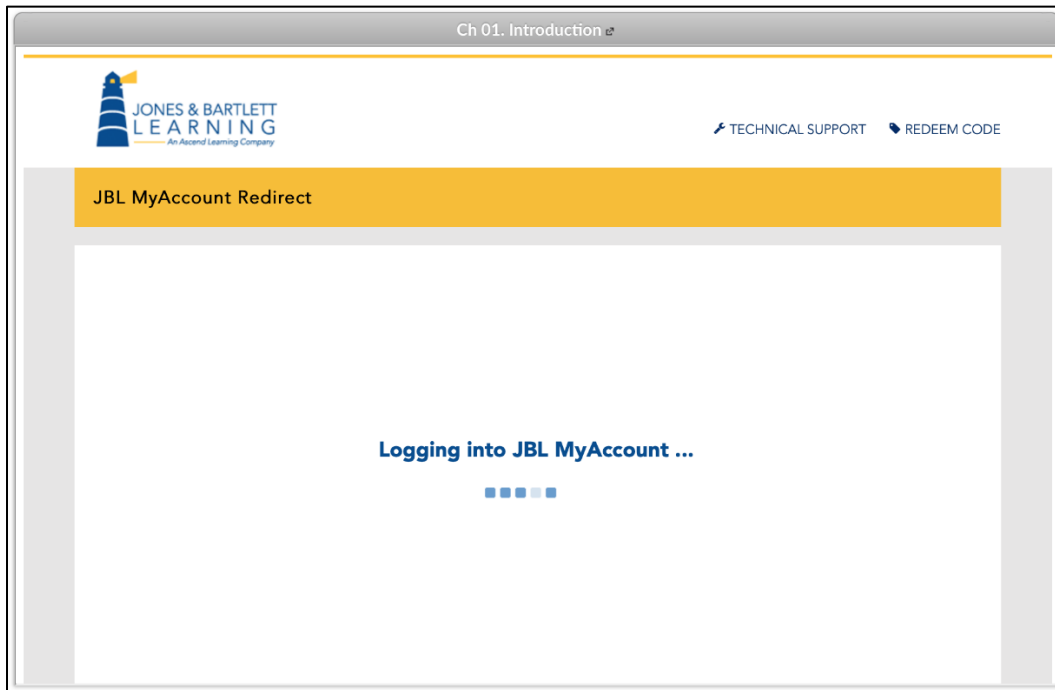 Ch 01. Introduction
JONES & BARTLETT
LEARNING
An Ascend Learning Company
TECHNICAL SUPPORT
REDEEM CODE
JBL MyAccount Redirect
Logging into JBL MyAccount ...